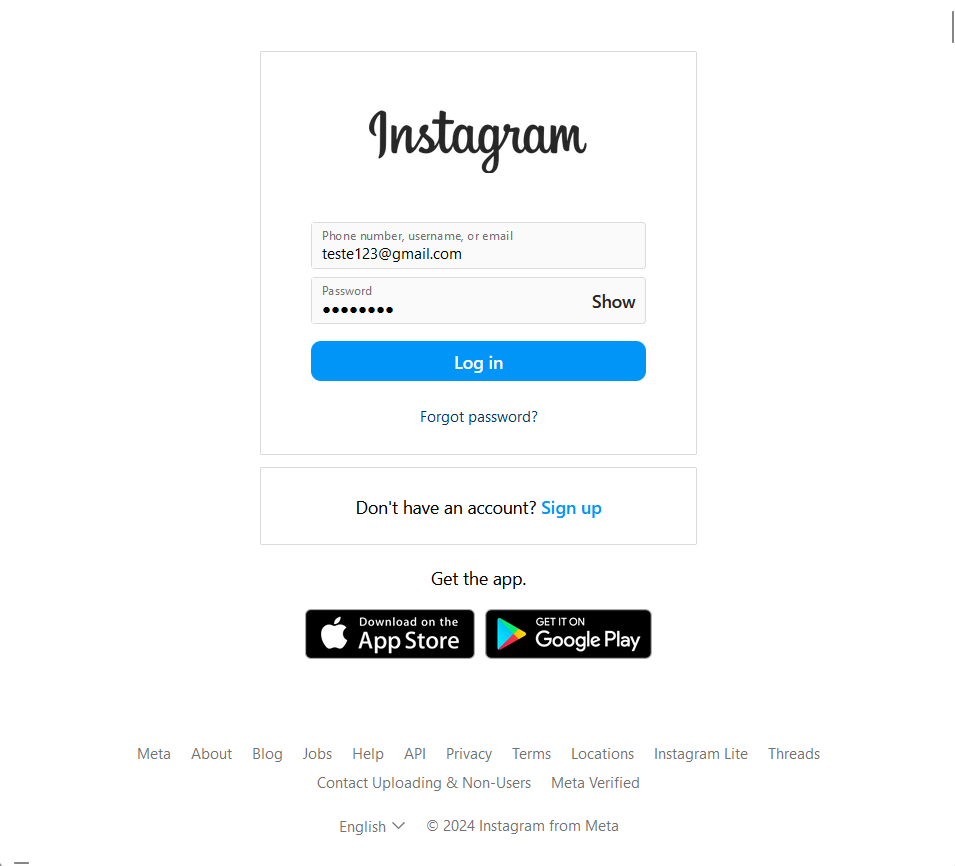 Instagram
Phone number, username, or email
teste123@gmail.com
Password
●●●●●●●●
Show
Log in
Forgot password?
Don't have an account? Sign up
Get the app.
Download on the
App Store
GET IT ON
Google Play
Meta About Blog Jobs Help API Privacy Terms Locations Instagram Lite Threads
Contact Uploading & Non-Users Meta Verified
English © 2024 Instagram from Meta